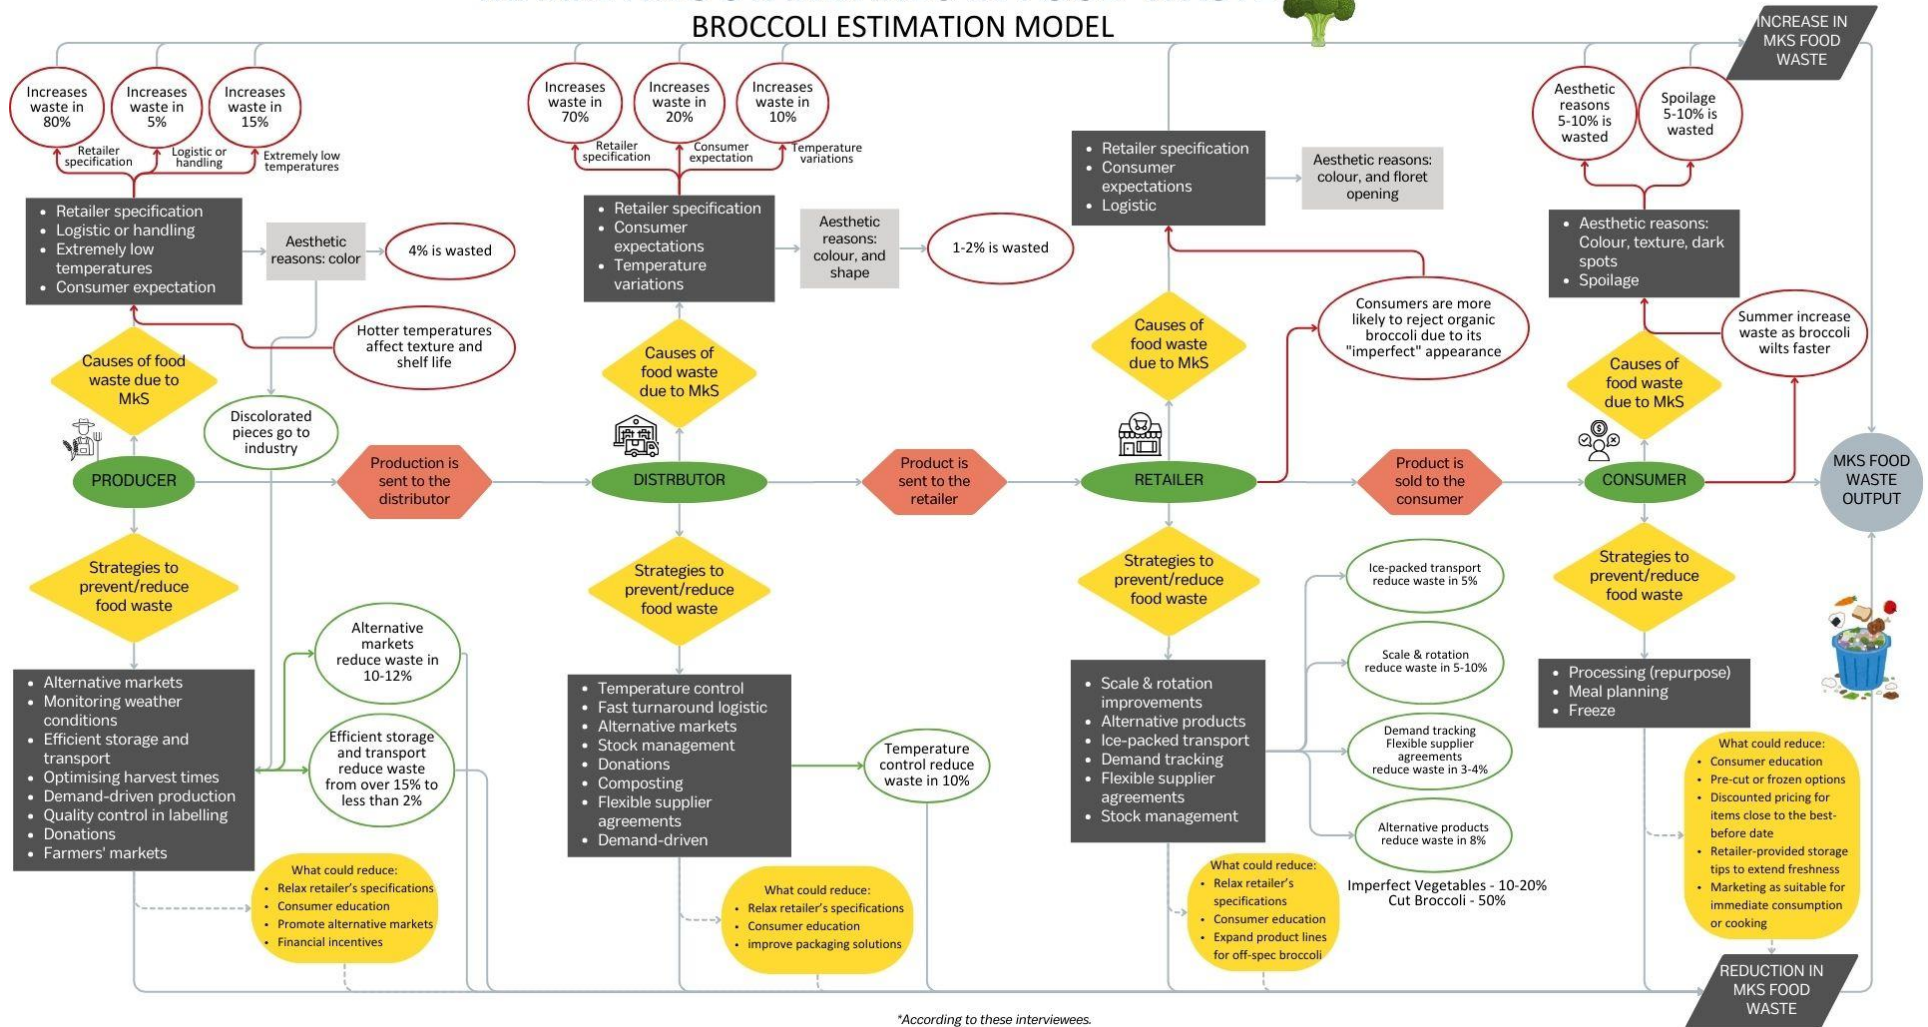 BROCCOLI ESTIMATION MODEL
INCREASE IN
MKS FOOD
WASTE
Increases
waste in
80%
Increases
waste in
5%
Increases
waste in
15%
Retailer
specification
Logistic or
handling
Extremely low
temperatures
• Retailer specification
• Logistic or handling
• Extremely low
temperatures
• Consumer expectation
Aesthetic
reasons: color
4% is wasted
Hotter temperatures
affect texture and
shelf life
Causes of food
waste due to
MkS
Discolorated
pieces go to
industry
PRODUCER
Production is
sent to the
distributor
Strategies to
prevent/reduce
food waste
• Alternative markets
• Monitoring weather
conditions
• Efficient storage and
transport
• Optimising harvest times
• Demand-driven production
• Quality control in labelling
• Donations
• Farmers' markets
Alternative
markets
reduce waste in
10-12%
Efficient storage
and transport
reduce waste
from over 15% to
less than 2%
What could reduce:
• Relax retailer's specifications
• Consumer education
• Promote alternative markets
• Financial incentives
Increases
waste in
70%
Increases
waste in
20%
Increases
waste in
10%
Retailer
specification
Consumer
expectation
Temperature
variations
• Retailer specification
• Consumer
expectations
• Temperature
variations
Aesthetic
reasons:
colour, and
shape
1-2% is wasted
Causes of
food waste
due to MkS
DISTRBUTOR
Product is
sent to the
retailer
Strategies to
prevent/reduce
food waste
• Temperature control
• Fast turnaround logistic
• Alternative markets
• Stock management
• Donations
• Composting
• Flexible supplier
agreements
• Demand-driven
Temperature
control reduce
waste in 10%
What could reduce:
• Relax retailer's specifications
• Consumer education
• improve packaging solutions
• Retailer specification
• Consumer
expectations
• Logistic
Aesthetic reasons:
colour, and floret
opening
Causes of
food waste
due to MkS
Consumers are more
likely to reject organic
broccoli due to its
"imperfect" appearance
RETAILER
Product is
sold to the
consumer
Strategies to
prevent/reduce
food waste
• Scale & rotation
improvements
• Alternative products
• Ice-packed transport
• Demand tracking
• Flexible supplier
agreements
• Stock management
Ice-packed transport
reduce waste in 5%
Scale & rotation
reduce waste in 5-10%
Demand tracking
Flexible supplier
agreements
reduce waste in 3-4%
Alternative products
reduce waste in 8%
Imperfect Vegetables - 10-20%
Cut Broccoli - 50%
What could reduce:
• Relax retailer's
specifications
• Consumer education
• Expand product lines
for off-spec broccoli
Aesthetic
reasons
5-10% is
wasted
Spoilage
5-10% is
wasted
• Aesthetic reasons:
Colour, texture, dark
spots
• Spoilage
Summer increase
waste as broccoli
wilts faster
Causes of
food waste
due to MkS
CONSUMER
MKS FOOD
WASTE
OUTPUT
Strategies to
prevent/reduce
food waste
• Processing (repurpose)
• Meal planning
• Freeze
What could reduce:
• Consumer education
• Pre-cut or frozen options
• Discounted pricing for
items close to the best-
before date
• Retailer-provided storage
tips to extend freshness
• Marketing as suitable for
immediate consumption
or cooking
REDUCTION IN
MKS FOOD
WASTE
*According to these interviewees.